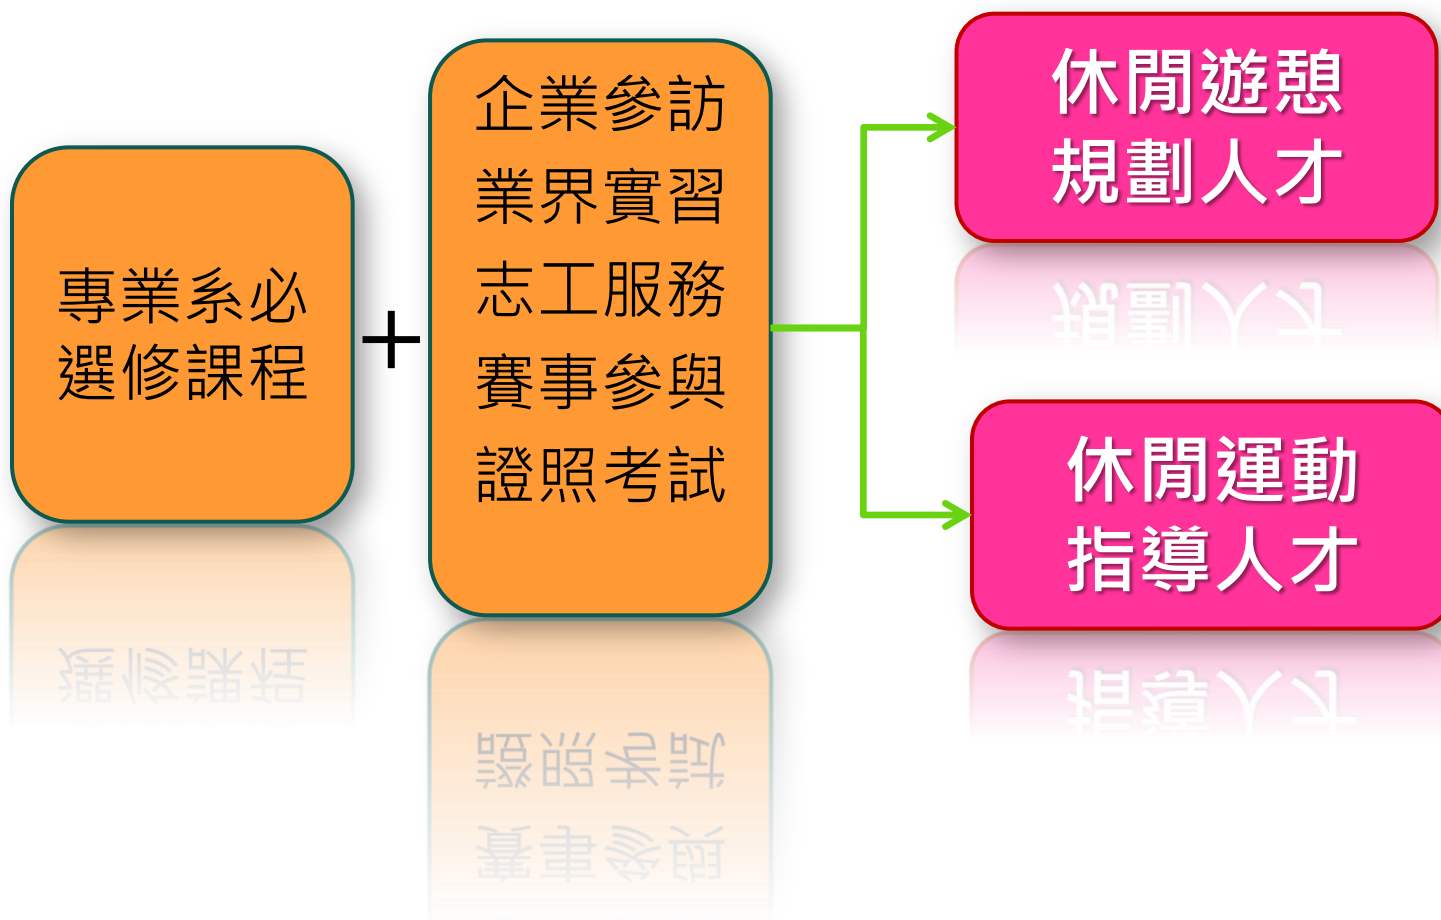 專業系必
選修課程
+
企業參訪
業界實習
志工服務
賽事參與
證照考試
休閒遊憩
規劃人才
休閒運動
指導人才